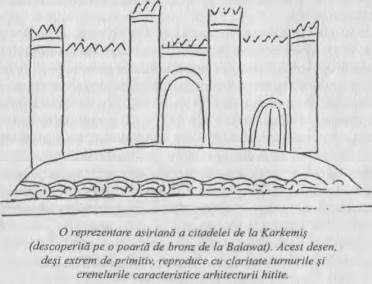 O reprezentare asiriană a citadelei de la Karkemiş
(descoperită pe o poartă de bronz de la Balawat). Acest desen,
deşi extrem de primitiv, reproduce cu claritate turnurile şi
crenelurile caracteristice arhitecturii hitite.